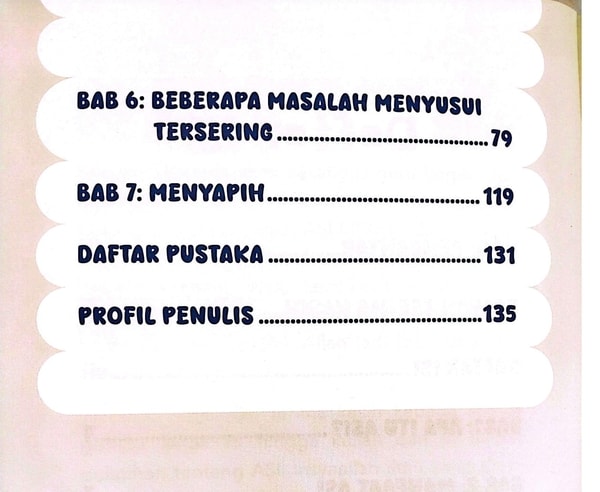 BAB 6: BEBERAPA MASALAH MENYUSUI
TERSERING.......................................79
BAB 7: MENYAPIH.......................................119
DAFTAR PUSTAKA.......................................131
PROFIL PENULIS.........................................135